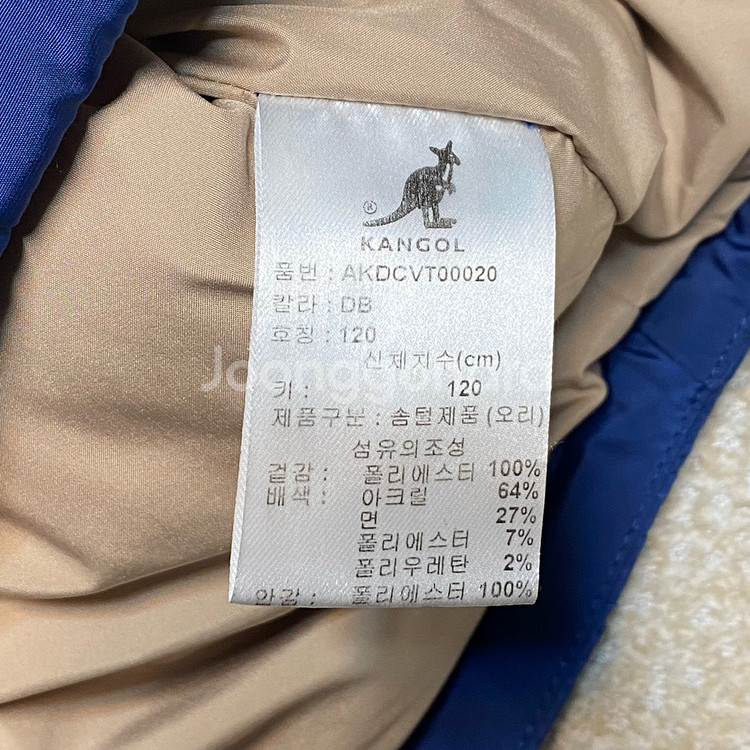 ®
KANGOL
품번 : AKDCVT00020
칼라 : DB
호칭 : 120
신체치수(cm)
키 : 120
제품구분 : 솜털제품 (오리)
섬유의조성
겉감 : 폴리에스터 100%
배색 : 아크릴 64%
면 27%
폴리에스터 7%
폴리우레탄 2%
안감 : 폴리에스터 100%